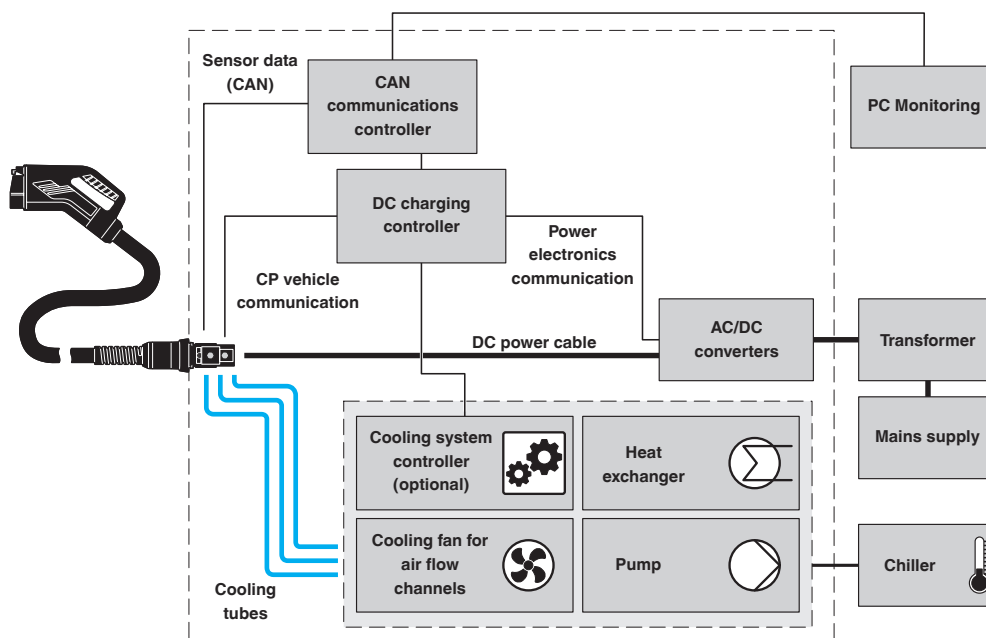 Sensor data
(CAN)
CAN
communications
controller
PC Monitoring
DC charging
controller
Power
electronics
communication
CP vehicle
communication
DC power cable
AC/DC
converters
Transformer
Mains supply
Cooling system
controller
(optional)
Heat
exchanger
Cooling fan for
air flow
channels
Pump
Chiller
Cooling
tubes